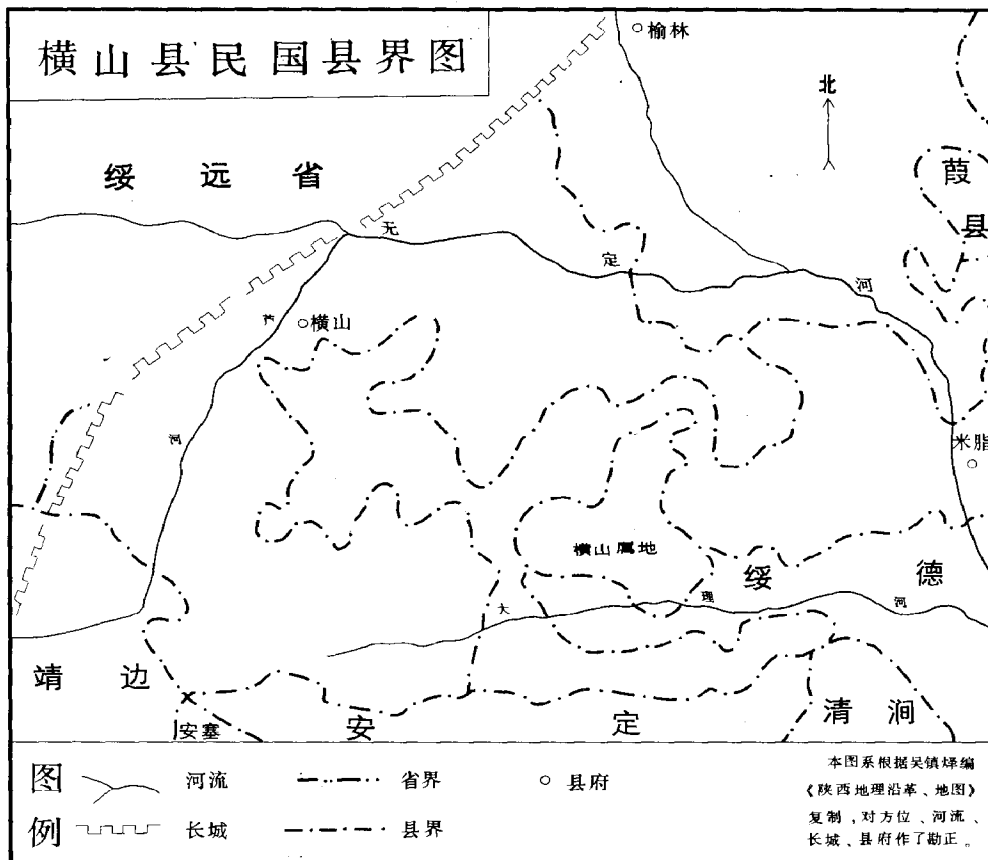 横山县民国县界图
榆林
北
绥远省
葭县
无定河
芦河
横山
米脂
横山属地
绥德
大理河
靖边
安塞
安定
清涧
图例
河流
省界
县府
长城
县界
本图系根据吴镇烽编
《陕西地理沿革、地图》
复制，对方位、河流、
长城、县府作了勘正。